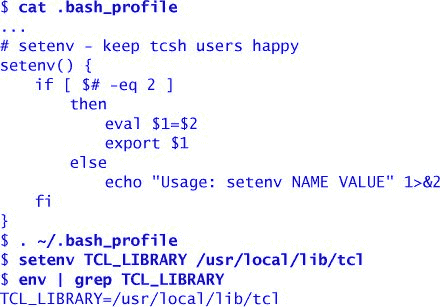 $ cat .bash_profile
...
# setenv - keep tcsh users happy
setenv() {
    if [ $# -eq 2 ]
        then
            eval $1=$2
            export $1
        else
            echo "Usage: setenv NAME VALUE" 1>&2
    fi
}
$ . ~/.bash_profile
$ setenv TCL_LIBRARY /usr/local/lib/tcl
$ env | grep TCL_LIBRARY
TCL_LIBRARY=/usr/local/lib/tcl